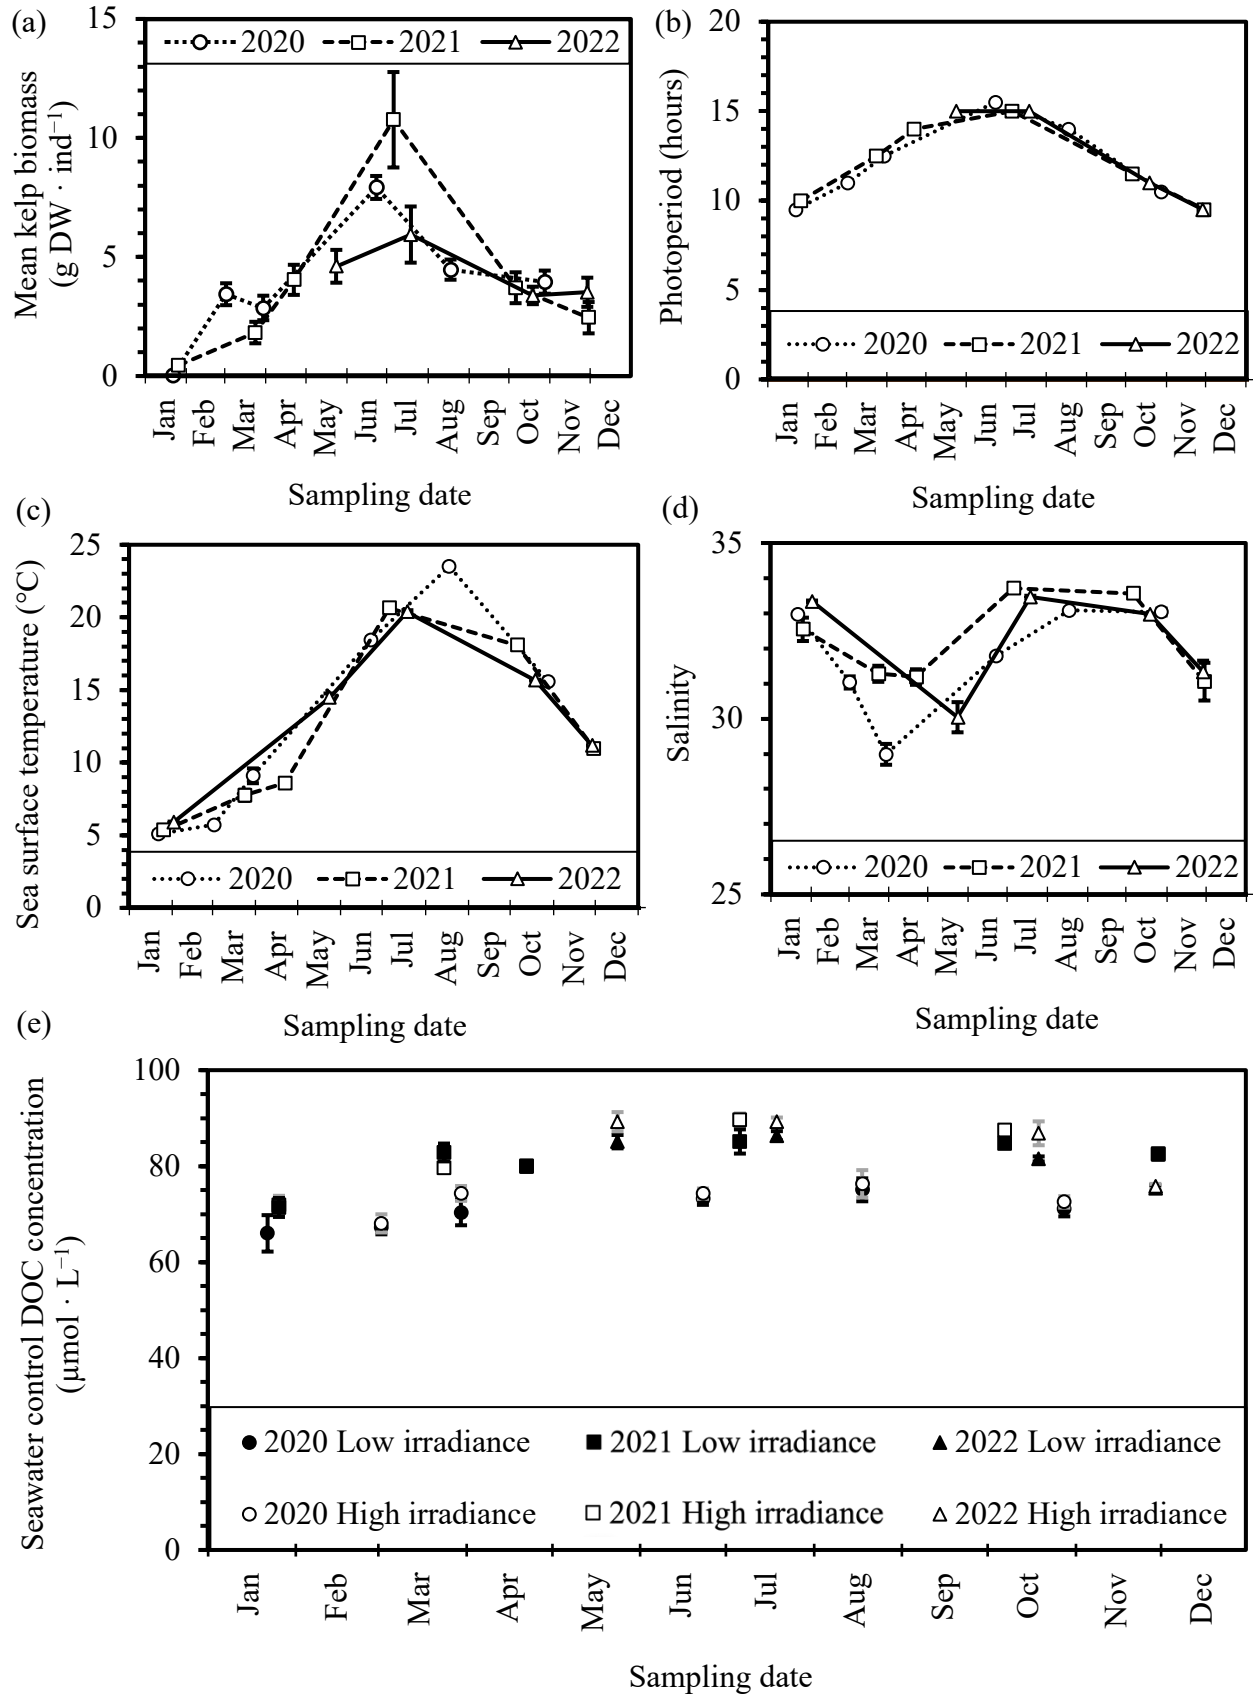 (a)
15
10
5
0
Mean kelp biomass
(g DW · ind⁻¹)
2020
2021
2022
Jan
Feb
Mar
Apr
May
Jun
Jul
Aug
Sep
Oct
Nov
Dec
Sampling date
(b)
20
15
10
5
0
Photoperiod (hours)
2020
2021
2022
Jan
Feb
Mar
Apr
May
Jun
Jul
Aug
Sep
Oct
Nov
Dec
Sampling date
(c)
25
20
15
10
5
0
Sea surface temperature (°C)
2020
2021
2022
Jan
Feb
Mar
Apr
May
Jun
Jul
Aug
Sep
Oct
Nov
Dec
Sampling date
(d)
35
30
25
Salinity
2020
2021
2022
Jan
Feb
Mar
Apr
May
Jun
Jul
Aug
Sep
Oct
Nov
Dec
Sampling date
(e)
100
80
60
40
20
0
Seawater control DOC concentration
(µmol · L⁻¹)
2020 Low irradiance
2021 Low irradiance
2022 Low irradiance
2020 High irradiance
2021 High irradiance
2022 High irradiance
Jan
Feb
Mar
Apr
May
Jun
Jul
Aug
Sep
Oct
Nov
Dec
Sampling date